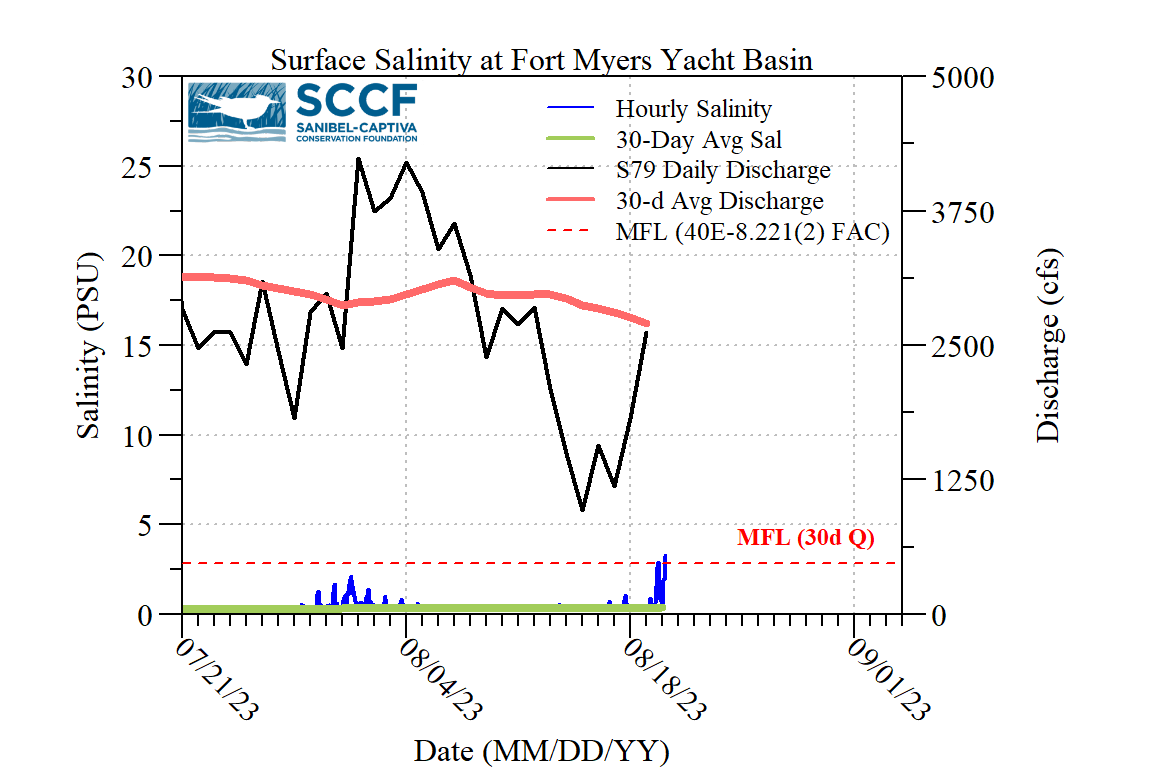 Surface Salinity at Fort Myers Yacht Basin
SCCF
SANIBEL-CAPTIVA
CONSERVATION FOUNDATION
Hourly Salinity
30-Day Avg Sal
S79 Daily Discharge
30-d Avg Discharge
MFL (40E-8.221(2) FAC)
30
25
20
15
10
5
0
Salinity (PSU)
5000
3750
2500
1250
0
Discharge (cfs)
MFL (30d Q)
07/21/23
08/04/23
08/18/23
09/01/23
Date (MM/DD/YY)